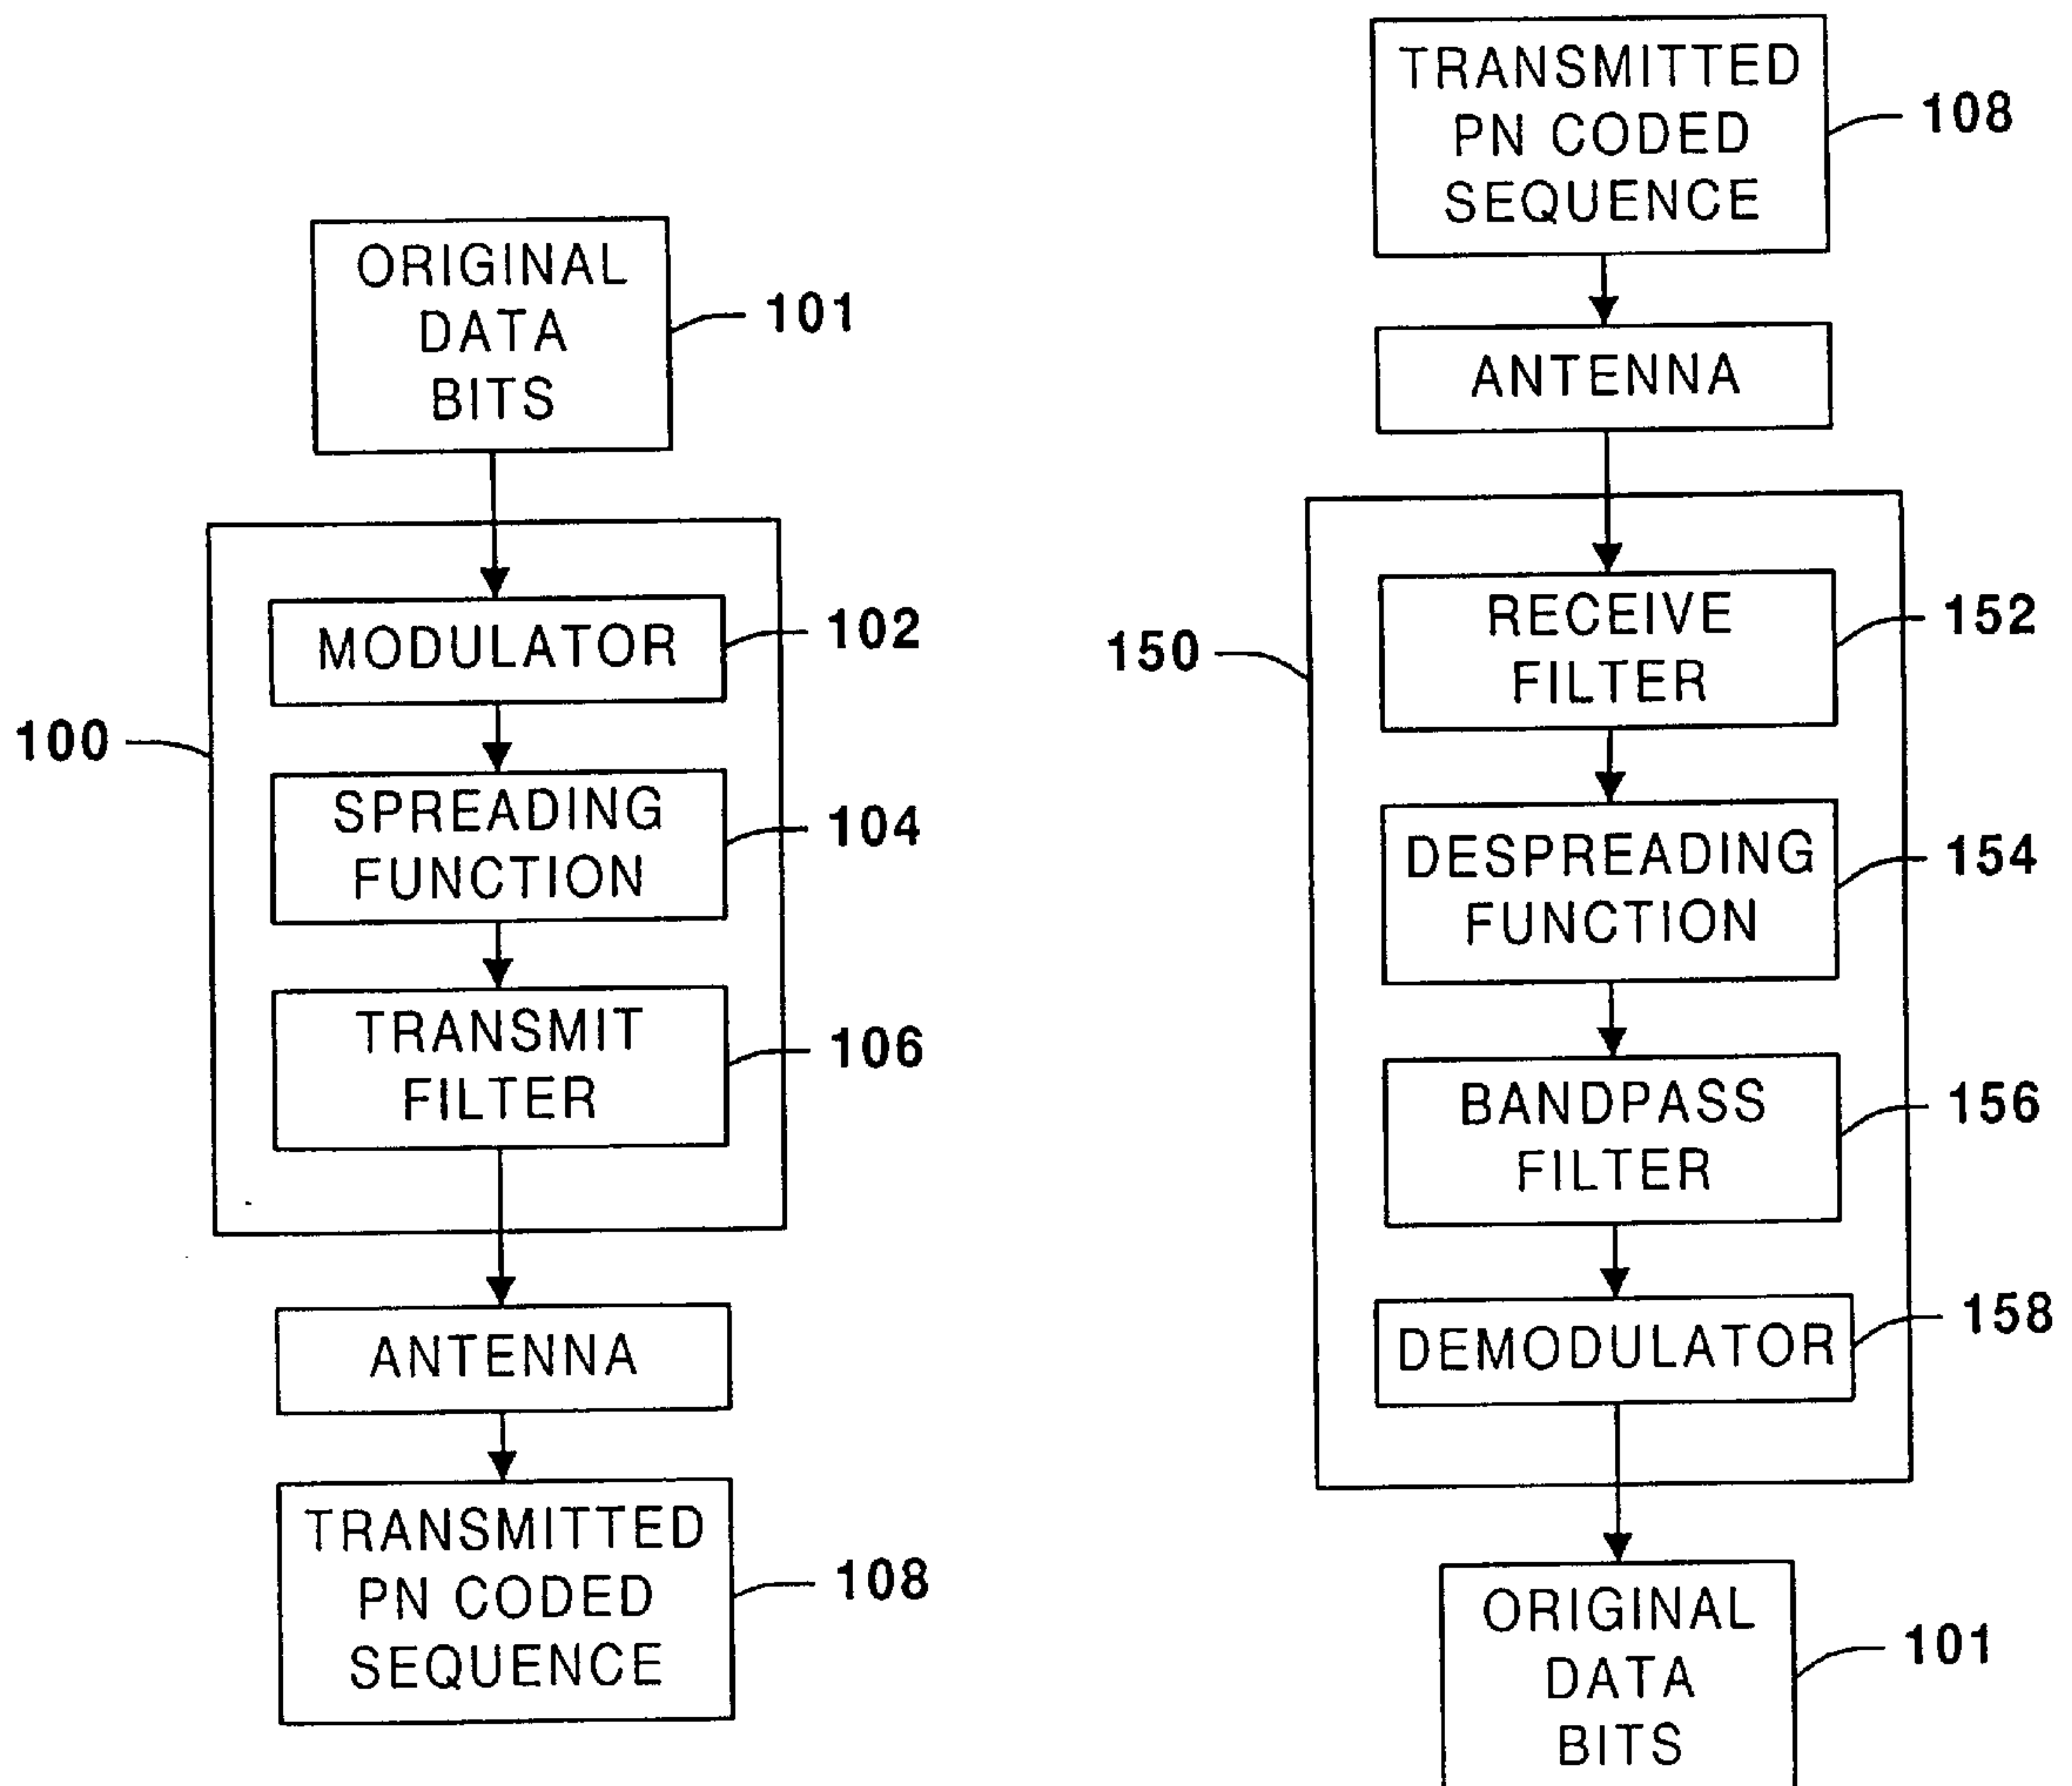 ORIGINAL
DATA
BITS
101
100
MODULATOR
102
SPREADING
FUNCTION
104
TRANSMIT
FILTER
106
ANTENNA
TRANSMITTED
PN CODED
SEQUENCE
108
TRANSMITTED
PN CODED
SEQUENCE
108
ANTENNA
150
RECEIVE
FILTER
152
DESPREADING
FUNCTION
154
BANDPASS
FILTER
156
DEMODULATOR
158
ORIGINAL
DATA
BITS
101